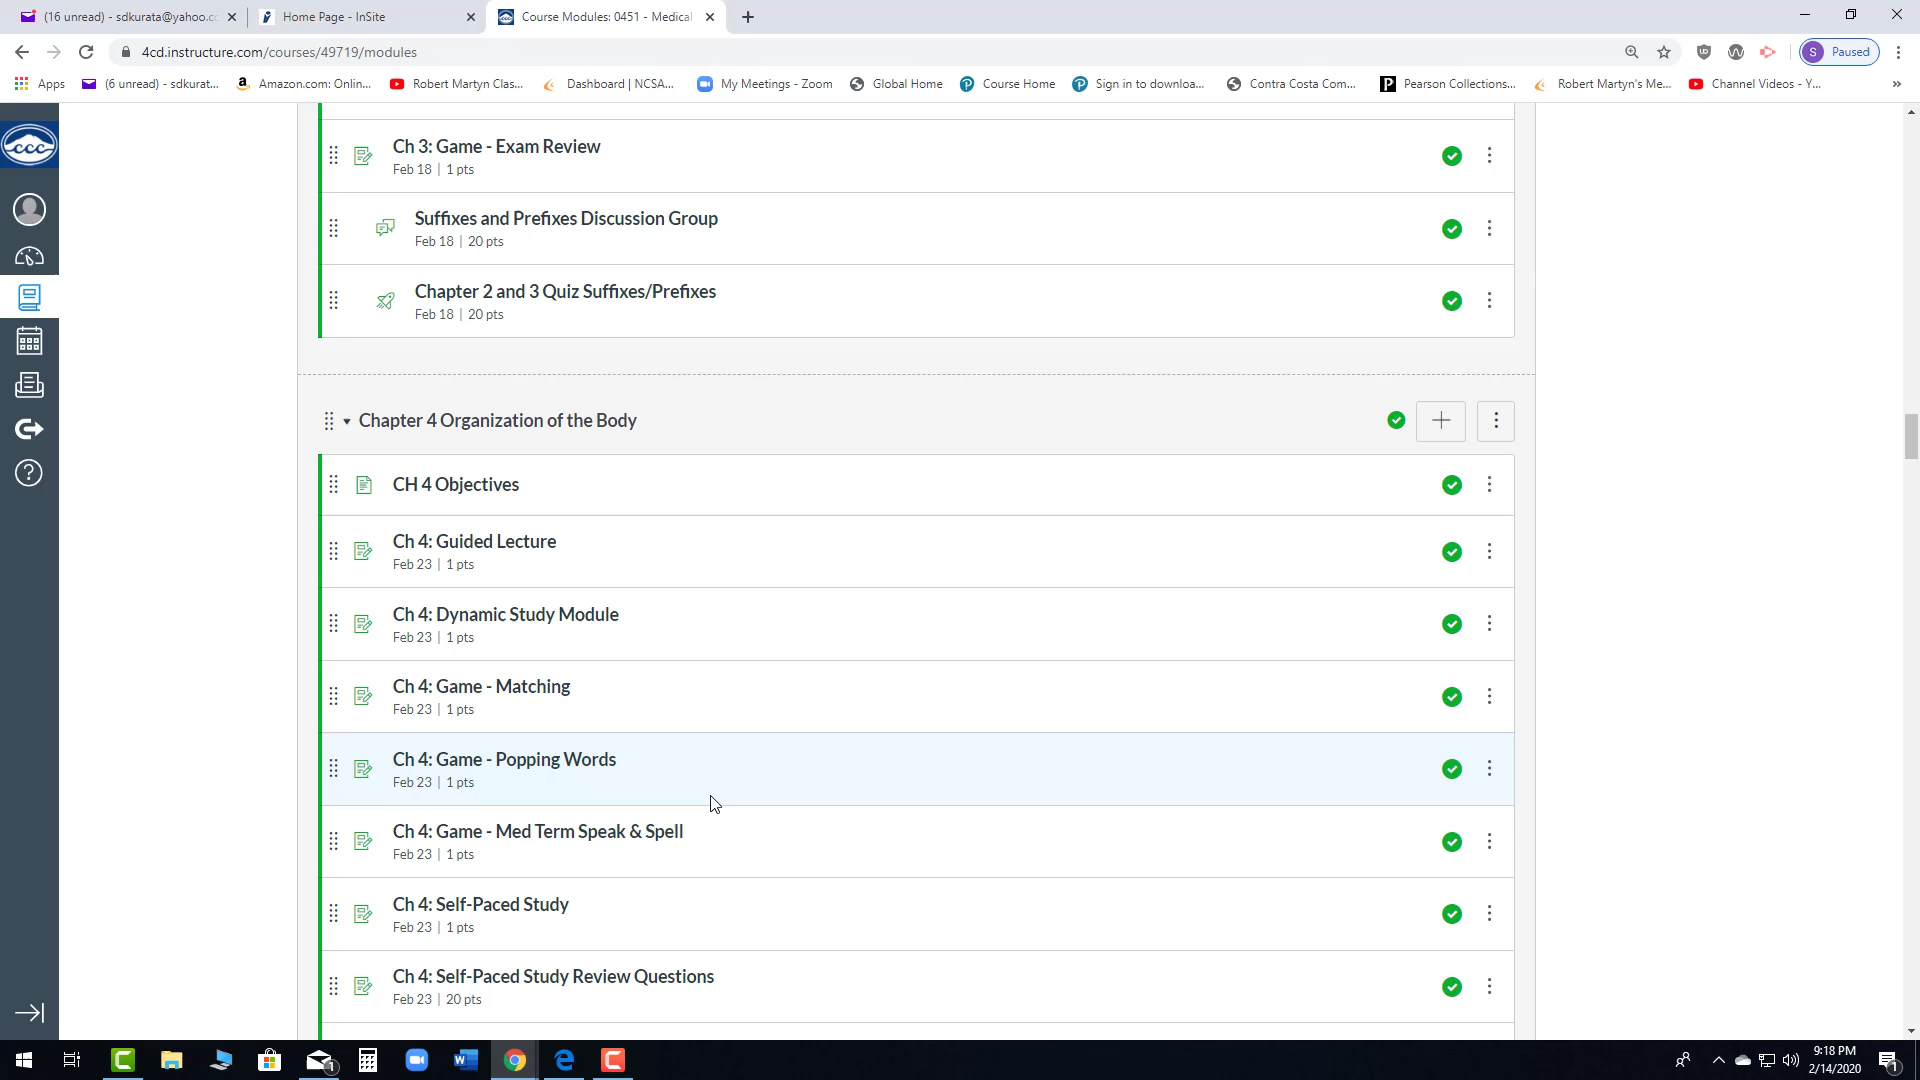 (16 unread) - sdkurata@yahoo.cc
Home Page - InSite
Course Modules: 0451 - Medical
4cd.instructure.com/courses/49719/modules
S Paused
Apps
(6 unread) - sdkurat...
Amazon.com: Onlin...
Robert Martyn Clas...
Dashboard | NCSA...
My Meetings - Zoom
Global Home
Course Home
Sign in to downloa...
Contra Costa Com...
Pearson Collections...
Robert Martyn's Me...
Channel Videos - Y...
ccc
Ch 3: Game - Exam Review
Feb 18 | 1 pts
Suffixes and Prefixes Discussion Group
Feb 18 | 20 pts
Chapter 2 and 3 Quiz Suffixes/Prefixes
Feb 18 | 20 pts
Chapter 4 Organization of the Body
CH 4 Objectives
Ch 4: Guided Lecture
Feb 23 | 1 pts
Ch 4: Dynamic Study Module
Feb 23 | 1 pts
Ch 4: Game - Matching
Feb 23 | 1 pts
Ch 4: Game - Popping Words
Feb 23 | 1 pts
Ch 4: Game - Med Term Speak & Spell
Feb 23 | 1 pts
Ch 4: Self-Paced Study
Feb 23 | 1 pts
Ch 4: Self-Paced Study Review Questions
Feb 23 | 20 pts
9:18 PM
2/14/2020